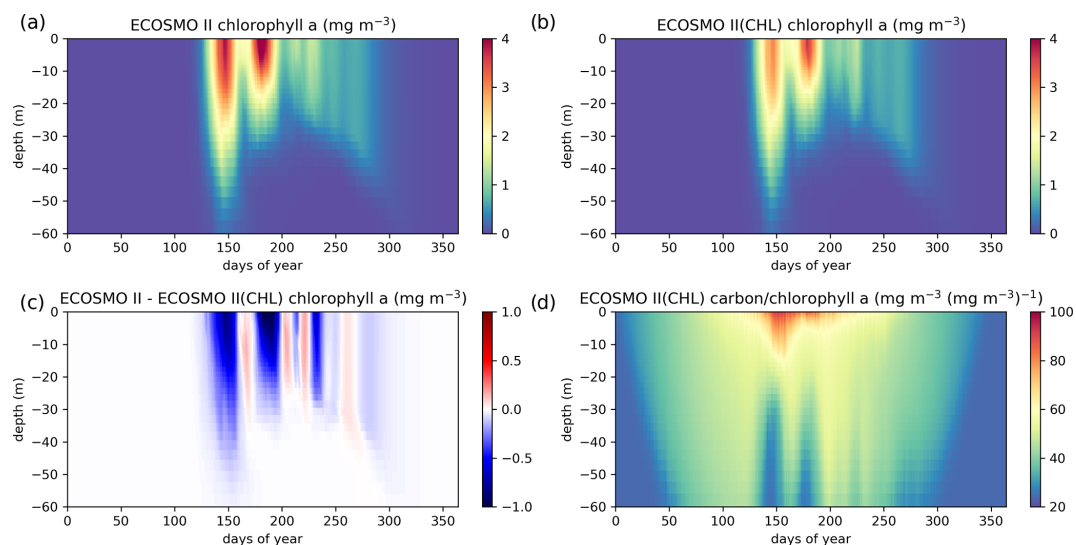 (a)
ECOSMO II chlorophyll a (mg m⁻³)
0
−10
−20
−30
−40
−50
−60
depth (m)
0 50 100 150 200 250 300 350
days of year
4
3
2
1
0
(b)
ECOSMO II(CHL) chlorophyll a (mg m⁻³)
0
−10
−20
−30
−40
−50
−60
depth (m)
0 50 100 150 200 250 300 350
days of year
4
3
2
1
0
(c)
ECOSMO II - ECOSMO II(CHL) chlorophyll a (mg m⁻³)
0
−10
−20
−30
−40
−50
−60
depth (m)
0 50 100 150 200 250 300 350
days of year
1.0
0.5
0.0
−0.5
−1.0
(d)
ECOSMO II(CHL) carbon/chlorophyll a (mg m⁻³ (mg m⁻³)⁻¹)
0
−10
−20
−30
−40
−50
−60
depth (m)
0 50 100 150 200 250 300 350
days of year
100
80
60
40
20